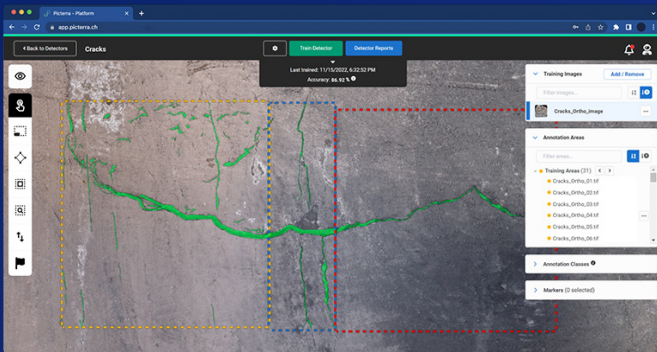 Picterra - Platform
app.picterra.ch
Back to Detectors
Cracks
Train Detector
Detector Reports
Last trained: 11/15/2022, 6:32:52 PM
Accuracy: 86.92 %
Training Images
Add / Remove
Filter images...
Cracks_Ortho_Image
Annotation Areas
Filter areas...
Training Areas (31)
Cracks_Ortho_01.tif
Cracks_Ortho_02.tif
Cracks_Ortho_03.tif
Cracks_Ortho_04.tif
Cracks_Ortho_05.tif
Cracks_Ortho_06.tif
Annotation Classes
Markers (0 selected)